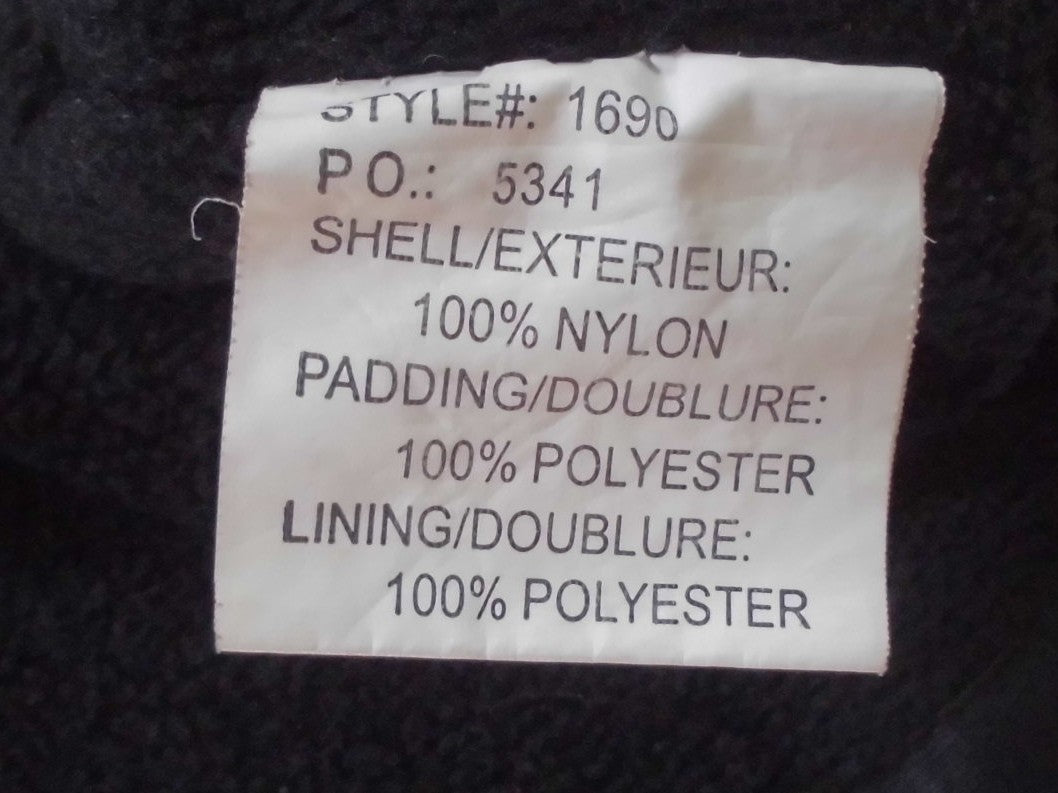 STYLE#: 1690
P O.: 5341
SHELL/EXTERIEUR:
100% NYLON
PADDING/DOUBLURE:
100% POLYESTER
LINING/DOUBLURE:
100% POLYESTER